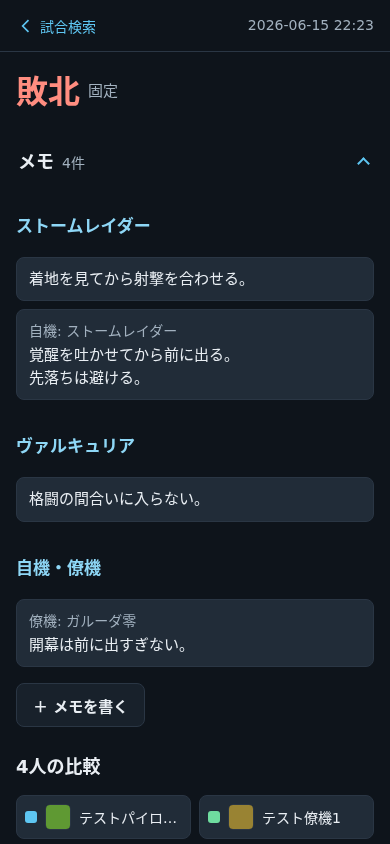 試合検索
2026-06-15 22:23
敗北 固定
メモ 4件
ストームレイダー
着地を見てから射撃を合わせる。
自機: ストームレイダー
覚醒を吐かせてから前に出る。
先落ちは避ける。
ヴァルキュリア
格闘の間合いに入らない。
自機・僚機
僚機: ガルーダ零
開幕は前に出すぎない。
＋ メモを書く
4人の比較
テストパイロ…
テスト僚機1